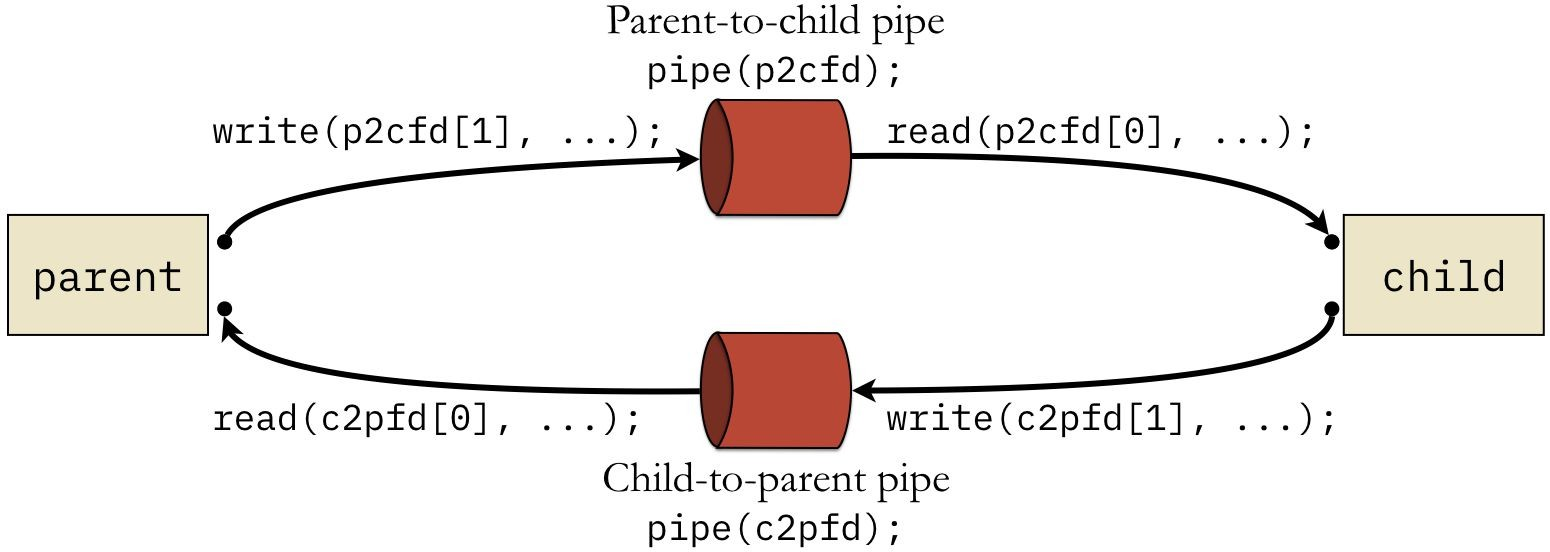 Parent-to-child pipe
pipe(p2cfd);
write(p2cfd[1], ...);
read(p2cfd[0], ...);
parent
child
read(c2pfd[0], ...);
write(c2pfd[1], ...);
Child-to-parent pipe
pipe(c2pfd);